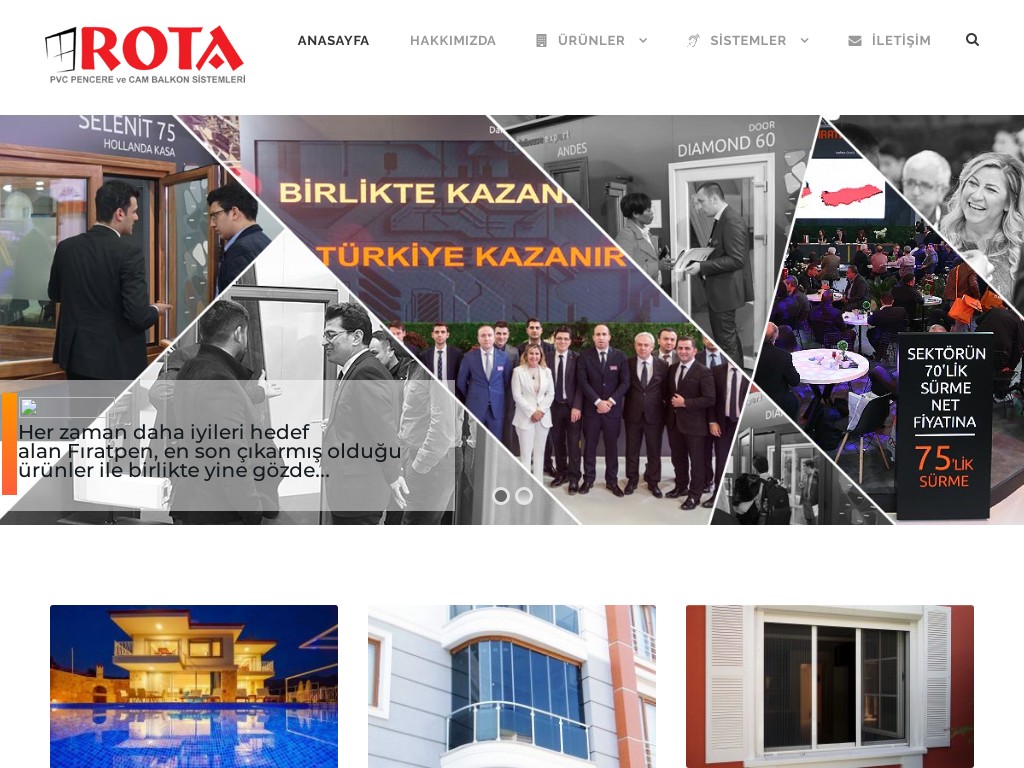 ROTA
PVC PENCERE ve CAM BALKON SİSTEMLERİ
ANASAYFA
HAKKIMIZDA
ÜRÜNLER
SİSTEMLER
İLETİŞİM
SELENİT 75
HOLLANDA KASA
BİRLİKTE KAZANI
TÜRKİYE KAZANIR
ANDES
DOOR
DIAMOND 60
SEKTÖRÜN
70'LİK
SÜRME
NET
FİYATINA
75'LİK
SÜRME
Her zaman daha iyileri hedef
alan Fıratpen, en son çıkarmış olduğu
ürünler ile birlikte yine gözde...